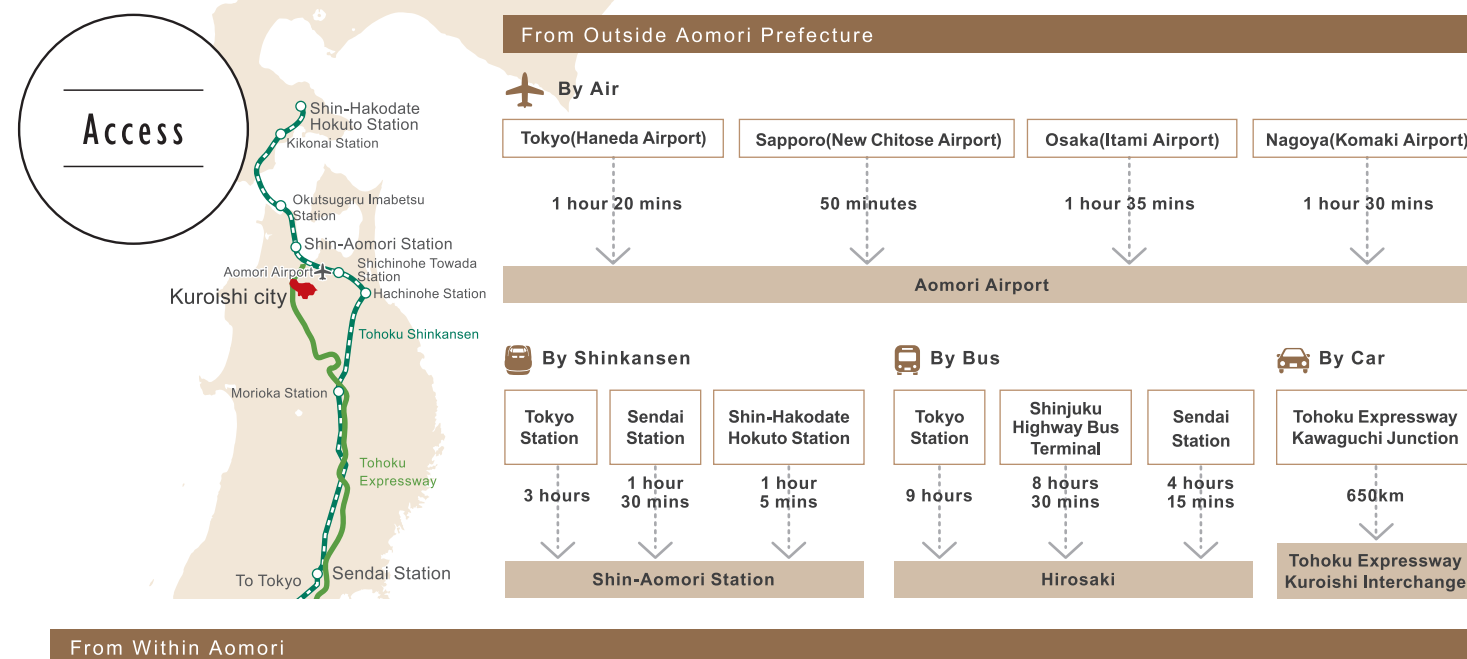 Access
Shin-Hakodate
Hokuto Station
Kikonai Station
Okutsugaru Imabetsu
Station
Shin-Aomori Station
Aomori Airport
Shichinohe Towada
Station
Kuroishi city
Hachinohe Station
Tohoku Shinkansen
Morioka Station
Tohoku
Expressway
To Tokyo
Sendai Station
From Outside Aomori Prefecture
By Air
Tokyo(Haneda Airport)
Sapporo(New Chitose Airport)
Osaka(Itami Airport)
Nagoya(Komaki Airport)
1 hour 20 mins
50 minutes
1 hour 35 mins
1 hour 30 mins
Aomori Airport
By Shinkansen
Tokyo
Station
Sendai
Station
Shin-Hakodate
Hokuto Station
3 hours
1 hour
30 mins
1 hour
5 mins
Shin-Aomori Station
By Bus
Tokyo
Station
Shinjuku
Highway Bus
Terminal
Sendai
Station
9 hours
8 hours
30 mins
4 hours
15 mins
Hirosaki
By Car
Tohoku Expressway
Kawaguchi Junction
650km
Tohoku Expressway
Kuroishi Interchange
From Within Aomori